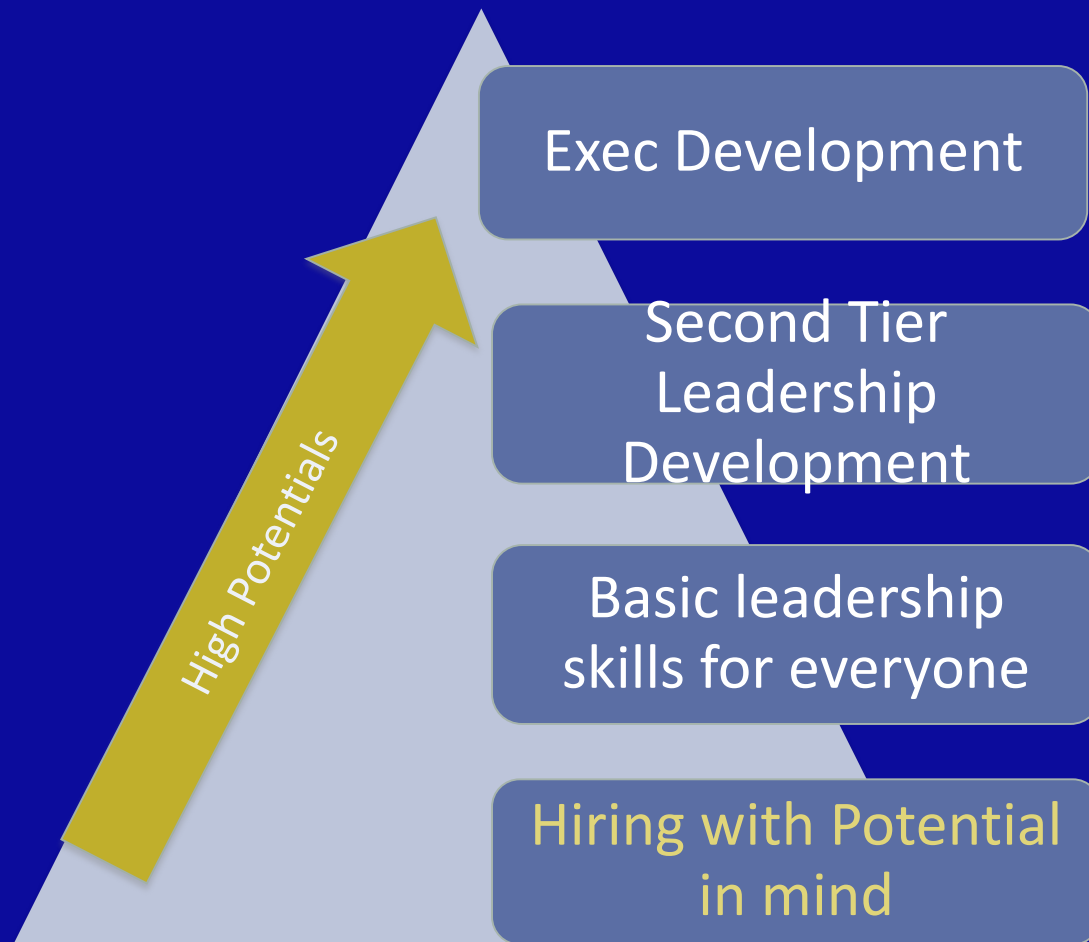 Exec Development
Second Tier
Leadership
Development
High Potentials
Basic leadership
skills for everyone
Hiring with Potential
in mind